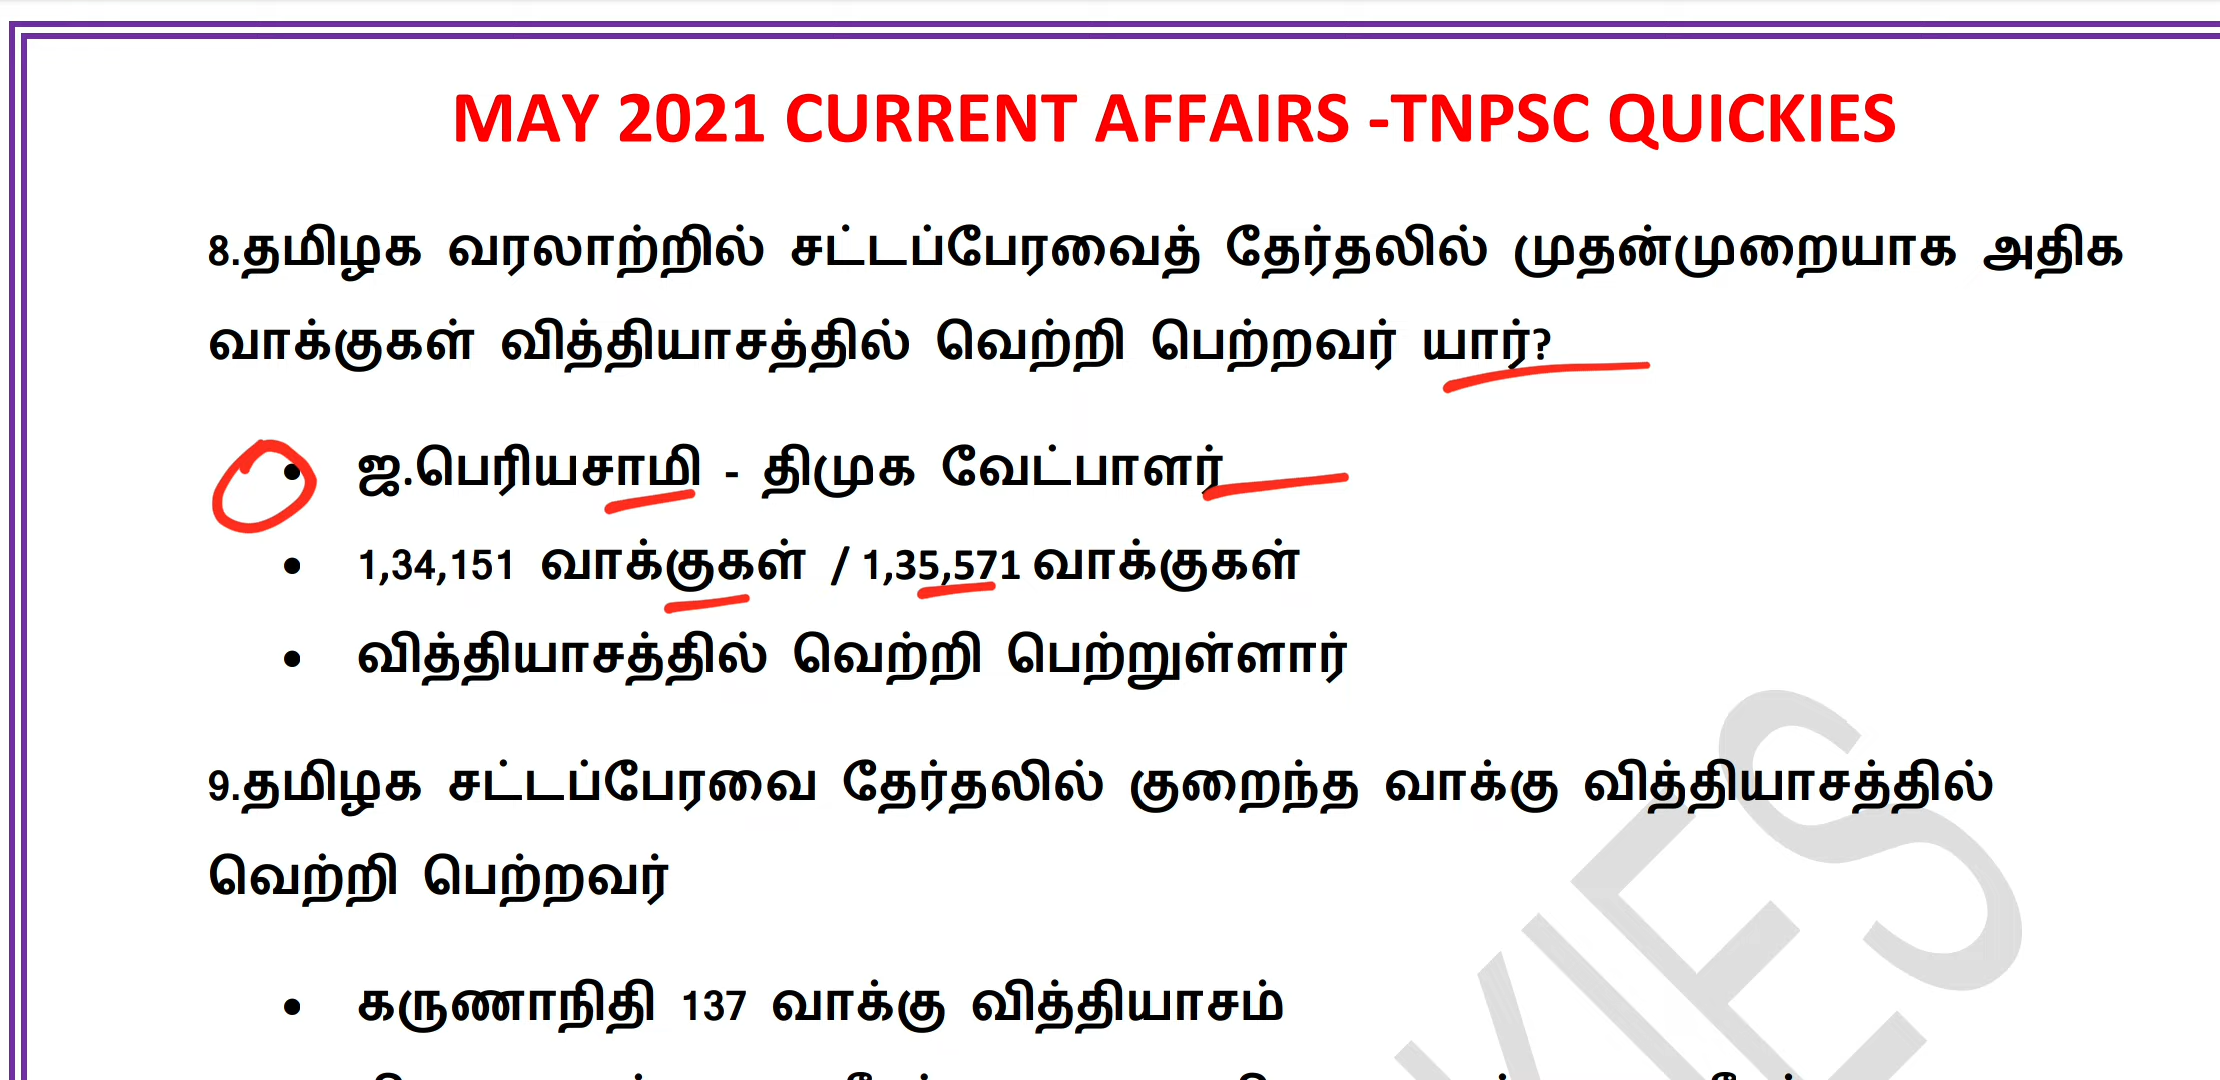 MAY 2021 CURRENT AFFAIRS -TNPSC QUICKIES
8.தமிழக வரலாற்றில் சட்டப்பேரவைத் தேர்தலில் முதன்முறையாக அதிக
வாக்குகள் வித்தியாசத்தில் வெற்றி பெற்றவர் யார்?
• ஐ.பெரியசாமி - திமுக வேட்பாளர்
• 1,34,151 வாக்குகள் / 1,35,571 வாக்குகள்
• வித்தியாசத்தில் வெற்றி பெற்றுள்ளார்
9.தமிழக சட்டப்பேரவை தேர்தலில் குறைந்த வாக்கு வித்தியாசத்தில்
வெற்றி பெற்றவர்
• கருணாநிதி 137 வாக்கு வித்தியாசம்
KIES